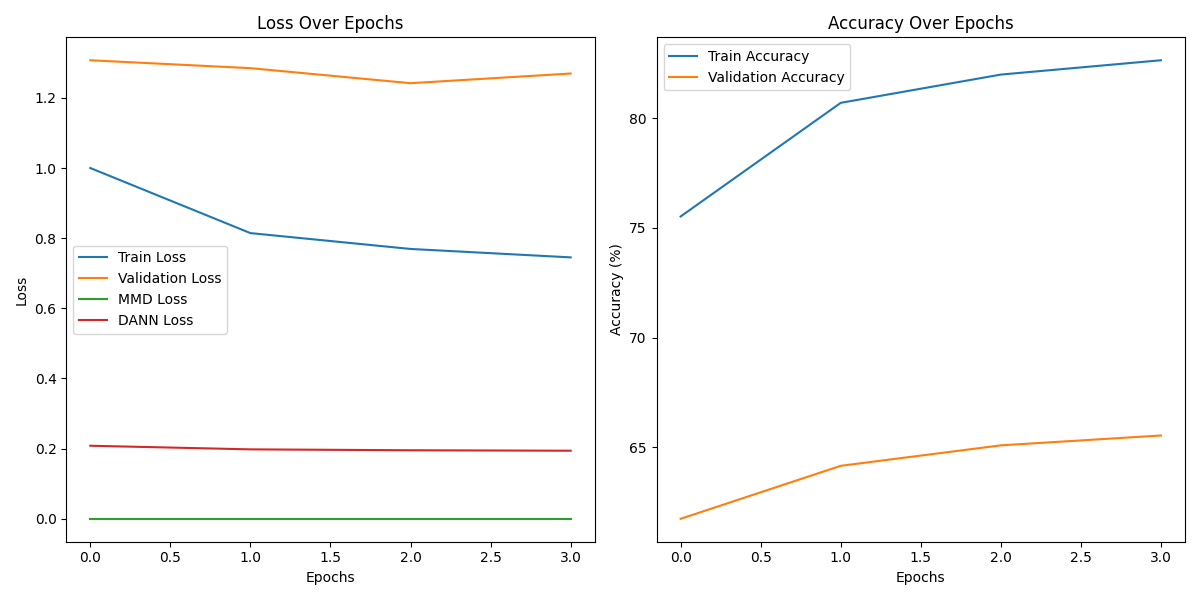 Loss Over Epochs
1.2
1.0
0.8
0.6
0.4
0.2
0.0
Loss
Train Loss
Validation Loss
MMD Loss
DANN Loss
0.0 0.5 1.0 1.5 2.0 2.5 3.0
Epochs
Accuracy Over Epochs
80
75
70
65
Accuracy (%)
Train Accuracy
Validation Accuracy
0.0 0.5 1.0 1.5 2.0 2.5 3.0
Epochs